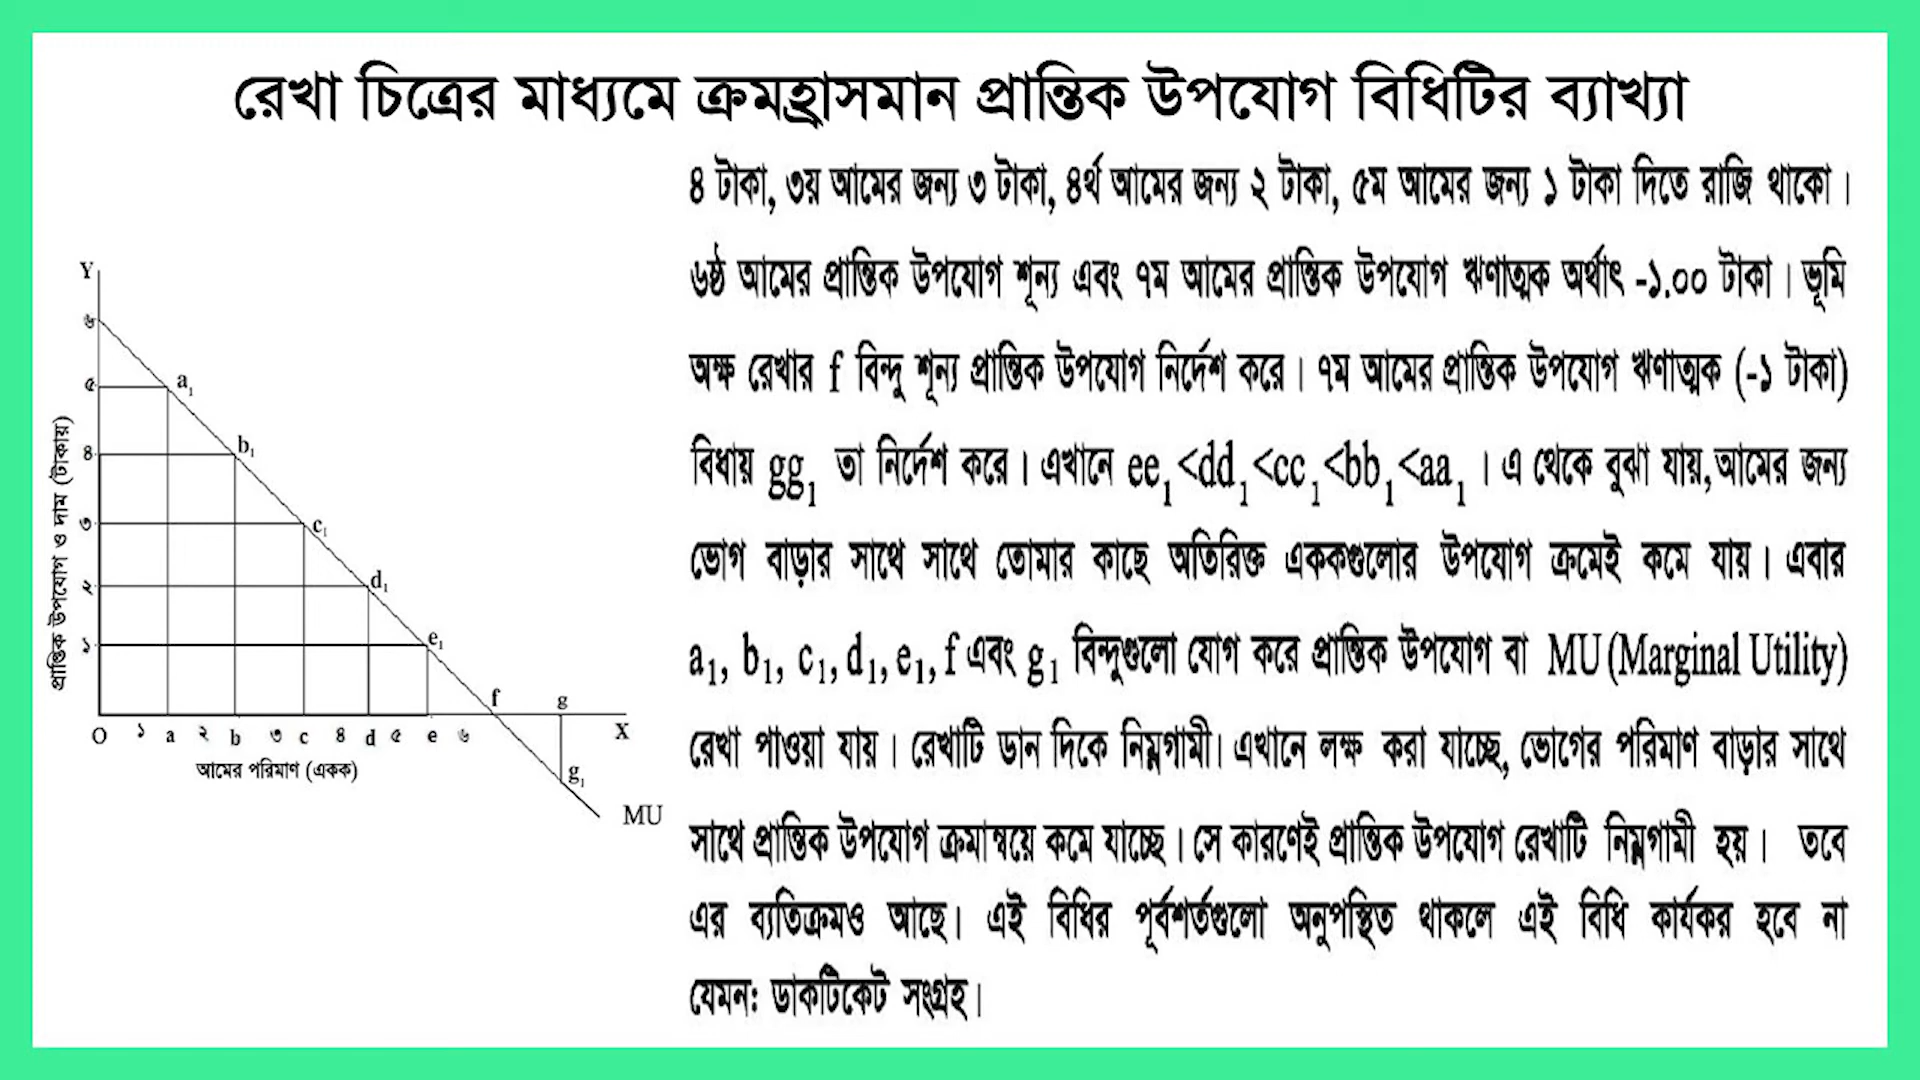 রেখা চিত্রের মাধ্যমে ক্রমহ্রাসমান প্রান্তিক উপযোগ বিধিটির ব্যাখ্যা
৪ টাকা, ৩য় আমের জন্য ৩ টাকা, ৪র্থ আমের জন্য ২ টাকা, ৫ম আমের জন্য ১ টাকা দিতে রাজি থাকো।
৬ষ্ঠ আমের প্রান্তিক উপযোগ শূন্য এবং ৭ম আমের প্রান্তিক উপযোগ ঋণাত্মক অর্থাৎ -১.০০ টাকা। ভূমি
অক্ষ রেখার f বিন্দু শূন্য প্রান্তিক উপযোগ নির্দেশ করে। ৭ম আমের প্রান্তিক উপযোগ ঋণাত্মক (-১ টাকা)
বিধায় gg₁ তা নির্দেশ করে। এখানে ee₁<dd₁<cc₁<bb₁<aa₁। এ থেকে বুঝা যায়, আমের জন্য
ভোগ বাড়ার সাথে সাথে তোমার কাছে অতিরিক্ত এককগুলোর উপযোগ ক্রমেই কমে যায়। এবার
a₁, b₁, c₁, d₁, e₁, f এবং g₁ বিন্দুগুলো যোগ করে প্রান্তিক উপযোগ বা MU (Marginal Utility)
রেখা পাওয়া যায়। রেখাটি ডান দিকে নিম্নগামী। এখানে লক্ষ করা যাচ্ছে, ভোগের পরিমাণ বাড়ার সাথে
সাথে প্রান্তিক উপযোগ ক্রমান্বয়ে কমে যাচ্ছে। সে কারণেই প্রান্তিক উপযোগ রেখাটি নিম্নগামী হয়। তবে
এর ব্যতিক্রমও আছে। এই বিধির পূর্বশর্তগুলো অনুপস্থিত থাকলে এই বিধি কার্যকর হবে না
যেমনঃ ডাকটিকেট সংগ্রহ।
Y
৬
৫ a₁
৪ b₁
৩ c₁
২ d₁
১ e₁
f g
O ১ a ২ b ৩ c ৪ d ৫ e ৬ X
আমের পরিমাণ (একক)
g₁
MU
প্রান্তিক উপযোগ ও দাম (টাকায়)